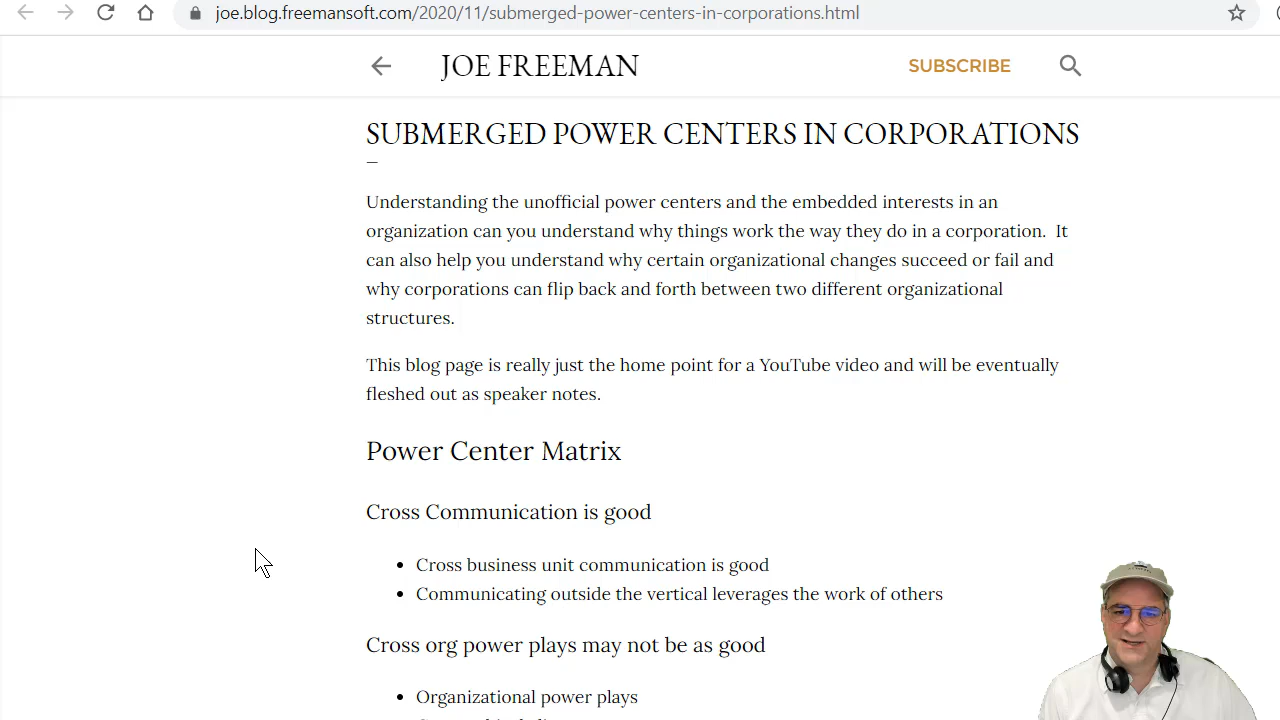 joe.blog.freemansoft.com/2020/11/submerged-power-centers-in-corporations.html
JOE FREEMAN
SUBSCRIBE
SUBMERGED POWER CENTERS IN CORPORATIONS
Understanding the unofficial power centers and the embedded interests in an
organization can you understand why things work the way they do in a corporation.  It
can also help you understand why certain organizational changes succeed or fail and
why corporations can flip back and forth between two different organizational
structures.
This blog page is really just the home point for a YouTube video and will be eventually
fleshed out as speaker notes.
Power Center Matrix
Cross Communication is good
• Cross business unit communication is good
• Communicating outside the vertical leverages the work of others
Cross org power plays may not be as good
• Organizational power plays